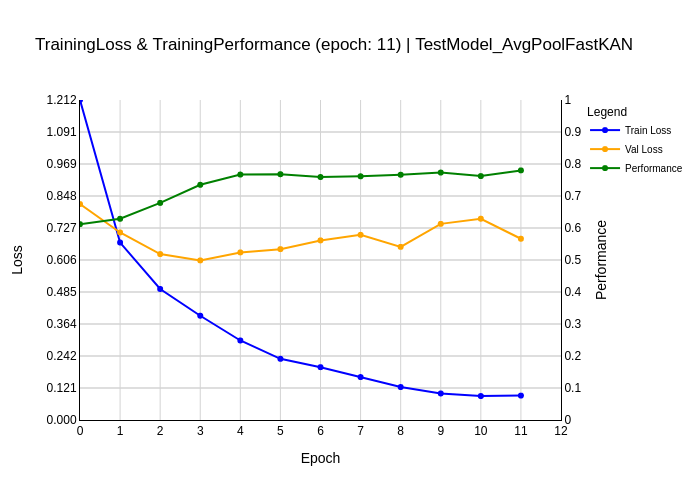 TrainingLoss & TrainingPerformance (epoch: 11) | TestModel_AvgPoolFastKAN
1.212
1.091
0.969
0.848
0.727
0.606
0.485
0.364
0.242
0.121
0.000
Loss
0 1 2 3 4 5 6 7 8 9 10 11 12
Epoch
1
0.9
0.8
0.7
0.6
0.5
0.4
0.3
0.2
0.1
0
Performance
Legend
Train Loss
Val Loss
Performance